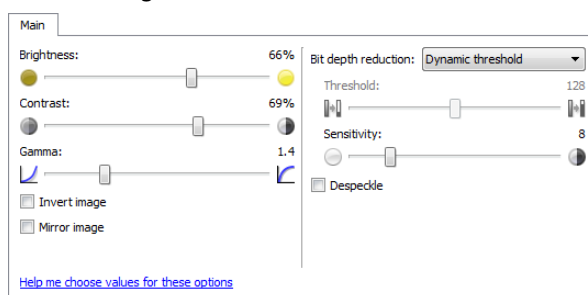 Main
Brightness: 66%
Contrast: 69%
Gamma: 1.4
Invert image
Mirror image
Help me choose values for these options
Bit depth reduction: Dynamic threshold
Threshold: 128
Sensitivity: 8
Despeckle